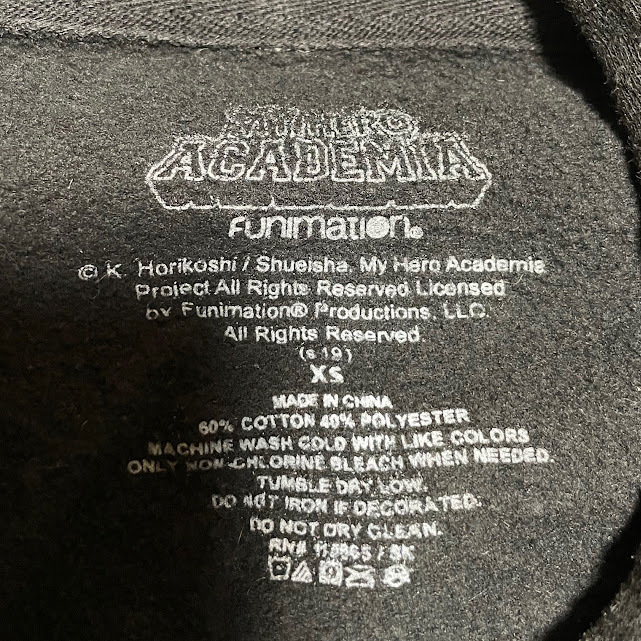 MY HERO
ACADEMIA
FUNIMATION®
© K. Horikoshi / Shueisha, My Hero Academia
Project All Rights Reserved Licensed
by Funimation® Productions, LLC.
All Rights Reserved.
(s 19)
XS
MADE IN CHINA
60% COTTON 40% POLYESTER
MACHINE WASH COLD WITH LIKE COLORS
ONLY NON-CHLORINE BLEACH WHEN NEEDED.
TUMBLE DRY LOW.
DO NOT IRON IF DECORATED.
DO NOT DRY CLEAN.
RN# / SK